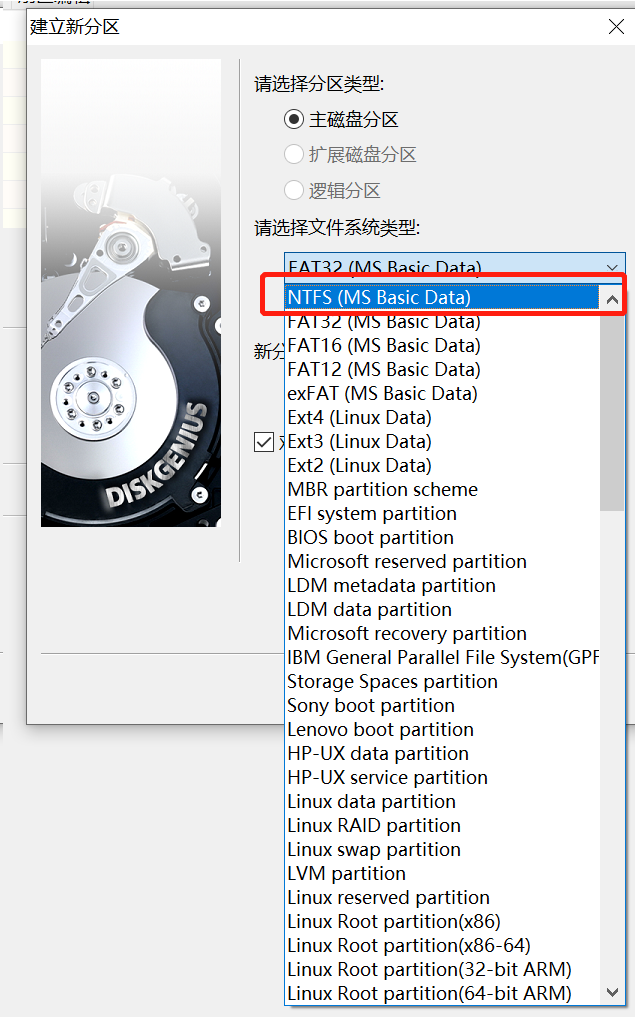 建立新分区
请选择分区类型:
主磁盘分区
扩展磁盘分区
逻辑分区
请选择文件系统类型:
FAT32 (MS Basic Data)
NTFS (MS Basic Data)
FAT32 (MS Basic Data)
FAT16 (MS Basic Data)
新分
FAT12 (MS Basic Data)
exFAT (MS Basic Data)
Ext4 (Linux Data)
Ext3 (Linux Data)
Ext2 (Linux Data)
DISKGENIUS
MBR partition scheme
EFI system partition
BIOS boot partition
Microsoft reserved partition
LDM metadata partition
LDM data partition
Microsoft recovery partition
IBM General Parallel File System(GPF
Storage Spaces partition
Sony boot partition
Lenovo boot partition
HP-UX data partition
HP-UX service partition
Linux data partition
Linux RAID partition
Linux swap partition
LVM partition
Linux reserved partition
Linux Root partition(x86)
Linux Root partition(x86-64)
Linux Root partition(32-bit ARM)
Linux Root partition(64-bit ARM)